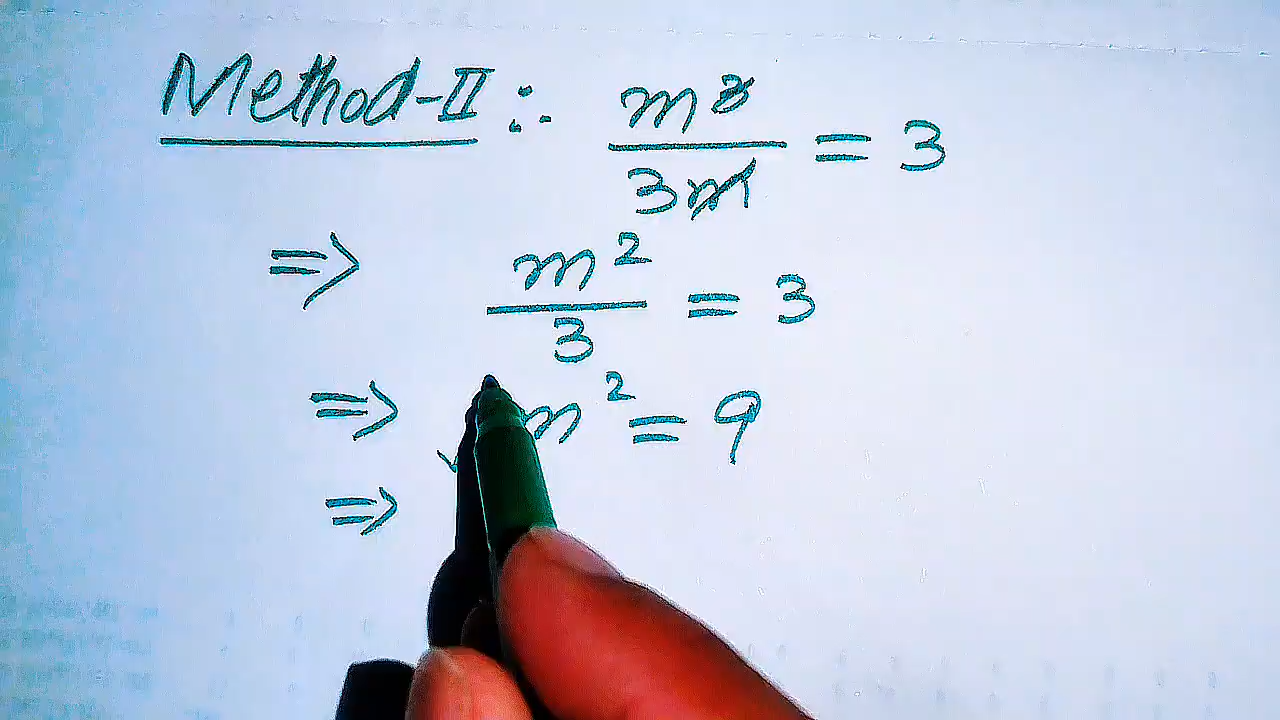 Method-II :- m³/3m = 3
=> m²/3 = 3
=> m² = 9
=> √